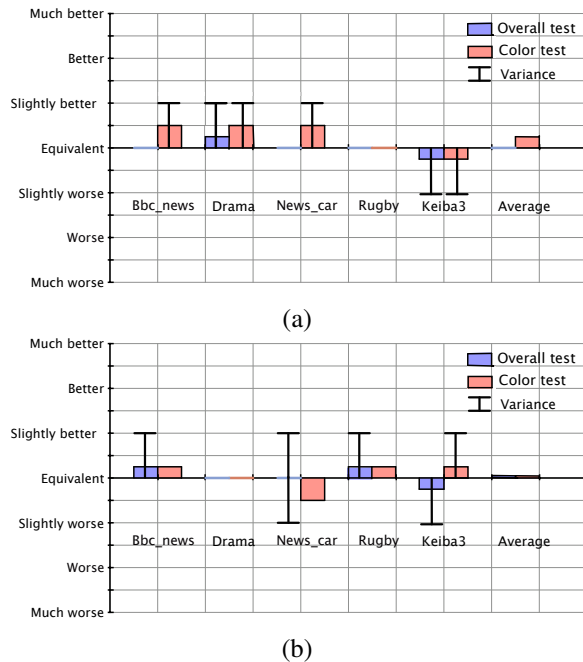 Much better
Better
Slightly better
Equivalent
Slightly worse
Worse
Much worse
Overall test
Color test
Variance
Bbc_news Drama News_car Rugby Keiba3 Average
(a)
Much better
Better
Slightly better
Equivalent
Slightly worse
Worse
Much worse
Overall test
Color test
Variance
Bbc_news Drama News_car Rugby Keiba3 Average
(b)